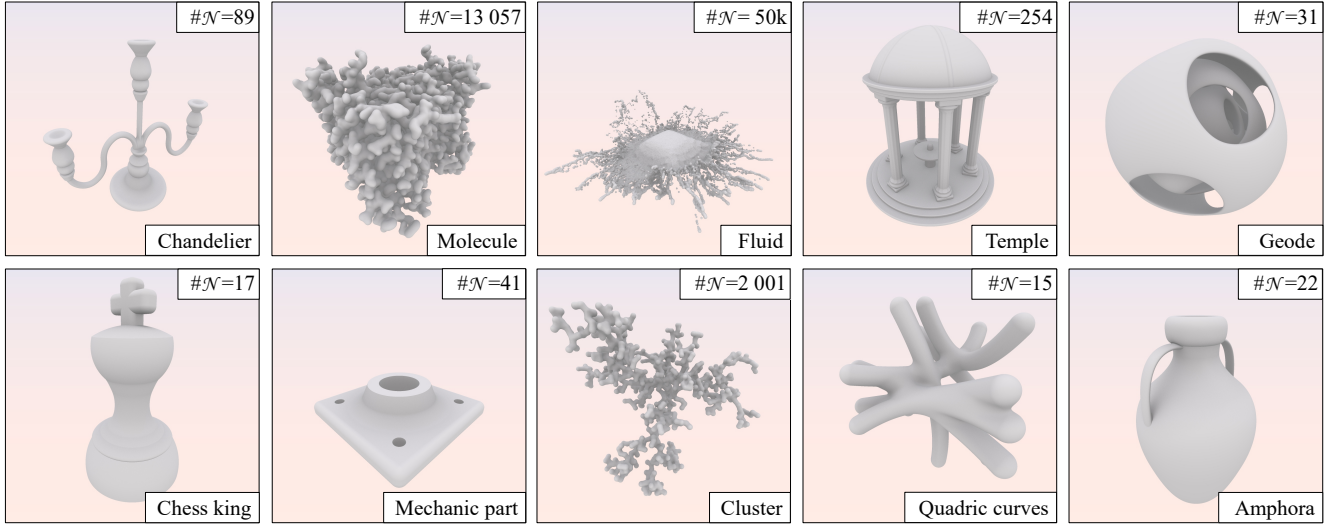 #𝒩=89
Chandelier
#𝒩=13 057
Molecule
#𝒩= 50k
Fluid
#𝒩=254
Temple
#𝒩=31
Geode
#𝒩=17
Chess king
#𝒩=41
Mechanic part
#𝒩=2 001
Cluster
#𝒩=15
Quadric curves
#𝒩=22
Amphora